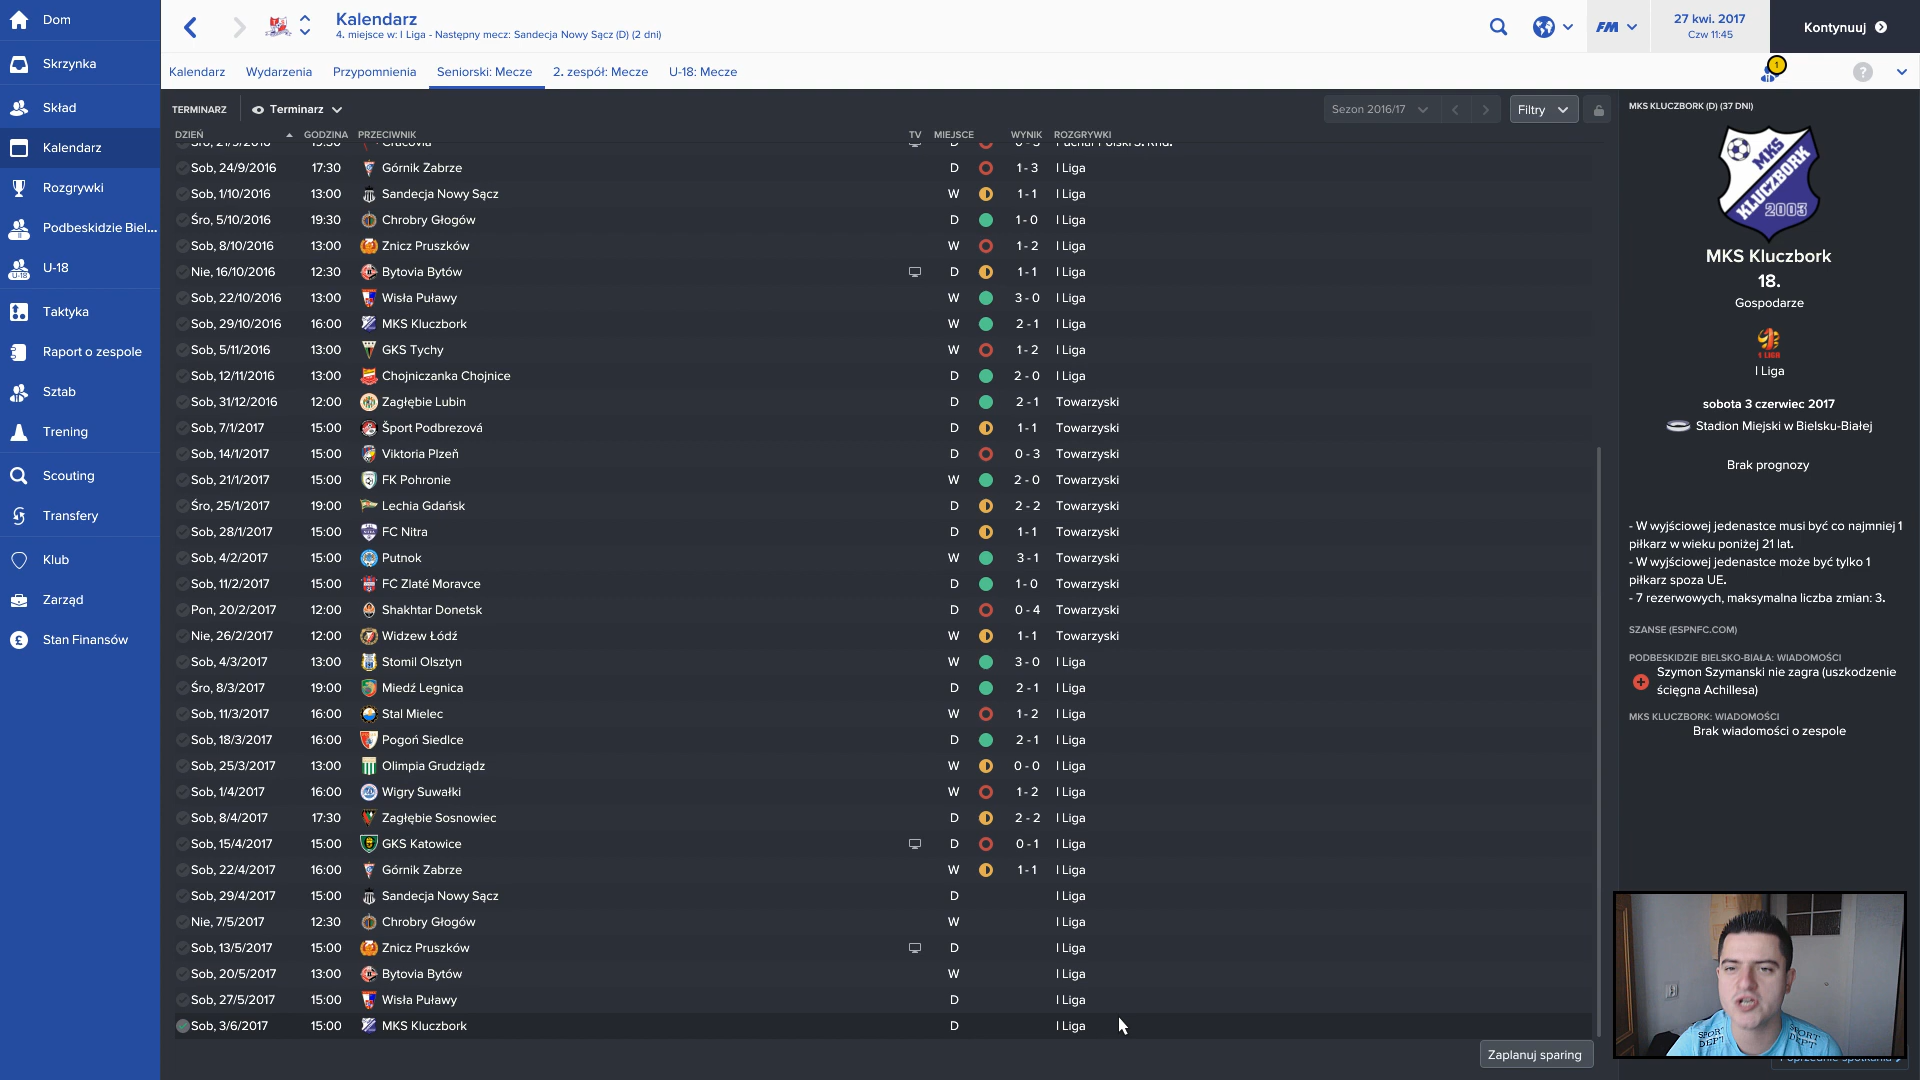 Dom
Skrzynka
Skład
Kalendarz
Rozgrywki
Podbeskidzie Biel...
U-18
Taktyka
Raport o zespole
Sztab
Trening
Scouting
Transfery
Klub
Zarząd
Stan Finansów
Kalendarz
4. miejsce w: I Liga - Następny mecz: Sandecja Nowy Sącz (D) (2 dni)
FM
27 kwi. 2017
Czw 11:45
Kontynuuj
Kalendarz Wydarzenia Przypomnienia Seniorski: Mecze 2. zespół: Mecze U-18: Mecze
1
?
TERMINARZ Terminarz Sezon 2016/17 Filtry
DZIEŃ GODZINA PRZECIWNIK TV MIEJSCE WYNIK ROZGRYWKI
Sob, 24/9/2016 17:30 Górnik Zabrze D 1 - 3 I Liga
Sob, 1/10/2016 13:00 Sandecja Nowy Sącz W 1 - 1 I Liga
Śro, 5/10/2016 19:30 Chrobry Głogów D 1 - 0 I Liga
Sob, 8/10/2016 13:00 Znicz Pruszków W 1 - 2 I Liga
Nie, 16/10/2016 12:30 Bytovia Bytów D 1 - 1 I Liga
Sob, 22/10/2016 13:00 Wisła Puławy W 3 - 0 I Liga
Sob, 29/10/2016 16:00 MKS Kluczbork W 2 - 1 I Liga
Sob, 5/11/2016 13:00 GKS Tychy W 1 - 2 I Liga
Sob, 12/11/2016 13:00 Chojniczanka Chojnice D 2 - 0 I Liga
Sob, 31/12/2016 12:00 Zagłębie Lubin D 2 - 1 Towarzyski
Sob, 7/1/2017 15:00 Šport Podbrezová D 1 - 1 Towarzyski
Sob, 14/1/2017 15:00 Viktoria Plzeň D 0 - 3 Towarzyski
Sob, 21/1/2017 15:00 FK Pohronie W 2 - 0 Towarzyski
Śro, 25/1/2017 19:00 Lechia Gdańsk D 2 - 2 Towarzyski
Sob, 28/1/2017 15:00 FC Nitra D 1 - 1 Towarzyski
Sob, 4/2/2017 15:00 Putnok W 3 - 1 Towarzyski
Sob, 11/2/2017 15:00 FC Zlaté Moravce D 1 - 0 Towarzyski
Pon, 20/2/2017 12:00 Shakhtar Donetsk D 0 - 4 Towarzyski
Nie, 26/2/2017 12:00 Widzew Łódź W 1 - 1 Towarzyski
Sob, 4/3/2017 13:00 Stomil Olsztyn W 3 - 0 I Liga
Śro, 8/3/2017 19:00 Miedź Legnica D 2 - 1 I Liga
Sob, 11/3/2017 16:00 Stal Mielec W 1 - 2 I Liga
Sob, 18/3/2017 16:00 Pogoń Siedlce D 2 - 1 I Liga
Sob, 25/3/2017 13:00 Olimpia Grudziądz W 0 - 0 I Liga
Sob, 1/4/2017 16:00 Wigry Suwałki W 1 - 2 I Liga
Sob, 8/4/2017 17:30 Zagłębie Sosnowiec D 2 - 2 I Liga
Sob, 15/4/2017 15:00 GKS Katowice D 0 - 1 I Liga
Sob, 22/4/2017 16:00 Górnik Zabrze W 1 - 1 I Liga
Sob, 29/4/2017 15:00 Sandecja Nowy Sącz D I Liga
Nie, 7/5/2017 12:30 Chrobry Głogów W I Liga
Sob, 13/5/2017 15:00 Znicz Pruszków D I Liga
Sob, 20/5/2017 13:00 Bytovia Bytów W I Liga
Sob, 27/5/2017 15:00 Wisła Puławy D I Liga
Sob, 3/6/2017 15:00 MKS Kluczbork D I Liga
Zaplanuj sparing
MKS KLUCZBORK (D) (37 DNI)
MKS
KLUCZBORK
2003
MKS Kluczbork
18.
Gospodarze
1 LIGA
I Liga
sobota 3 czerwiec 2017
Stadion Miejski w Bielsku-Białej
Brak prognozy
- W wyjściowej jedenastce musi być co najmniej 1
piłkarz w wieku poniżej 21 lat.
- W wyjściowej jedenastce może być tylko 1
piłkarz spoza UE.
- 7 rezerwowych, maksymalna liczba zmian: 3.
SZANSE (ESPNFC.COM)
PODBESKIDZIE BIELSKO-BIAŁA: WIADOMOŚCI
Szymon Szymanski nie zagra (uszkodzenie
ścięgna Achillesa)
MKS KLUCZBORK: WIADOMOŚCI
Brak wiadomości o zespole
SPORT
DEPT
SPORT
DEPT